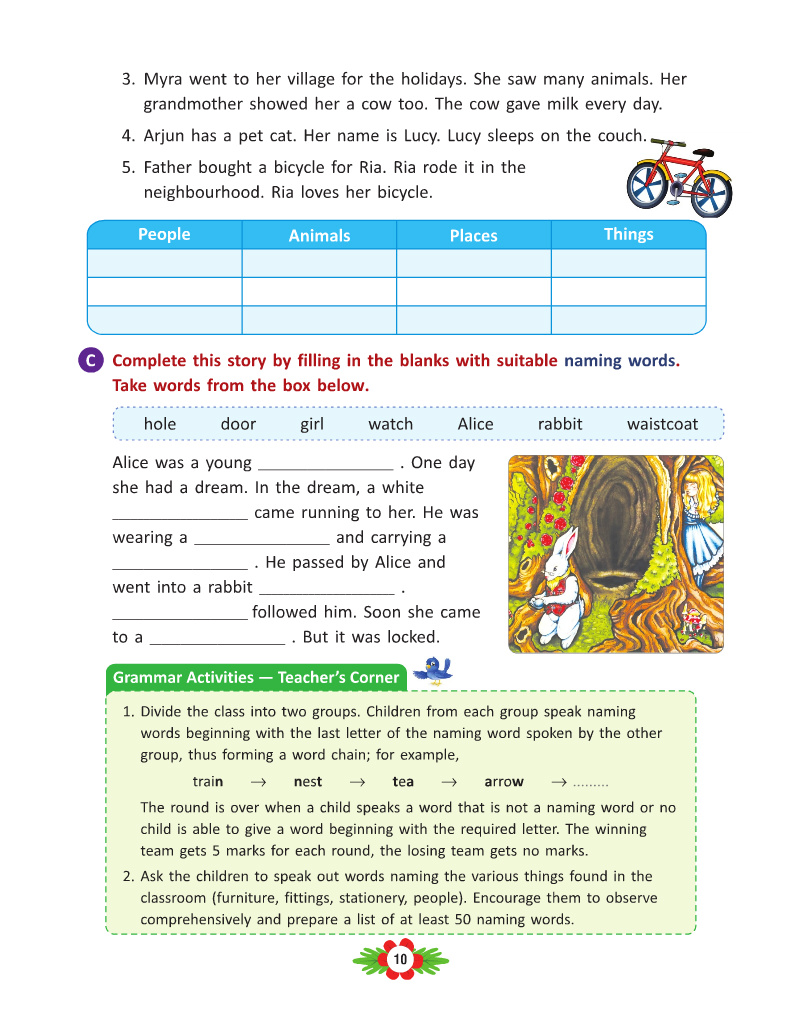 3. Myra went to her village for the holidays. She saw many animals. Her
grandmother showed her a cow too. The cow gave milk every day.
4. Arjun has a pet cat. Her name is Lucy. Lucy sleeps on the couch.
5. Father bought a bicycle for Ria. Ria rode it in the
neighbourhood. Ria loves her bicycle.
People Animals Places Things
C Complete this story by filling in the blanks with suitable naming words.
Take words from the box below.
hole door girl watch Alice rabbit waistcoat
Alice was a young _______________ . One day
she had a dream. In the dream, a white
_______________ came running to her. He was
wearing a _______________ and carrying a
_______________ . He passed by Alice and
went into a rabbit _______________ .
_______________ followed him. Soon she came
to a _______________ . But it was locked.
Grammar Activities — Teacher's Corner
1. Divide the class into two groups. Children from each group speak naming
words beginning with the last letter of the naming word spoken by the other
group, thus forming a word chain; for example,
train → nest → tea → arrow → .........
The round is over when a child speaks a word that is not a naming word or no
child is able to give a word beginning with the required letter. The winning
team gets 5 marks for each round, the losing team gets no marks.
2. Ask the children to speak out words naming the various things found in the
classroom (furniture, fittings, stationery, people). Encourage them to observe
comprehensively and prepare a list of at least 50 naming words.
10